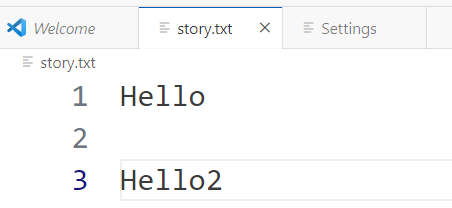 Welcome story.txt Settings
story.txt
1 Hello
2
3 Hello2